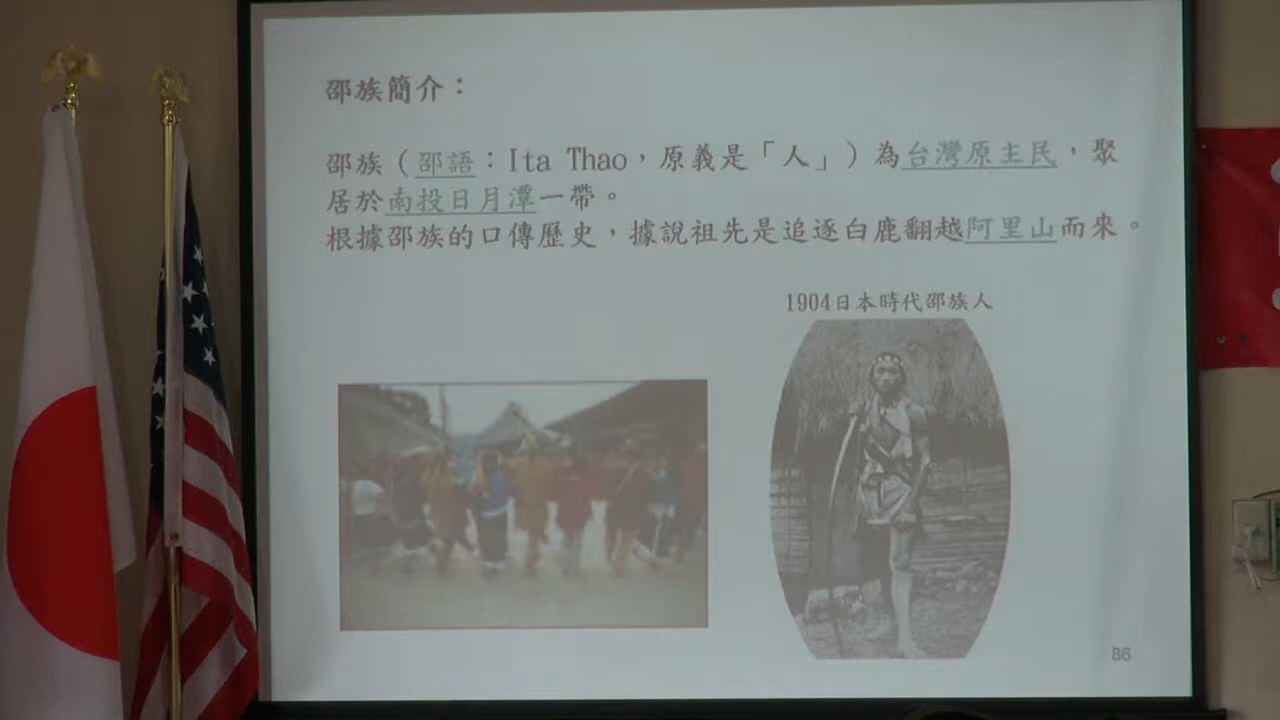 邵族簡介：
邵族（邵語：Ita Thao，原義是「人」）為台灣原主民，聚
居於南投日月潭一帶。
根據邵族的口傳歷史，據說祖先是追逐白鹿翻越阿里山而來。
1904日本時代邵族人
86